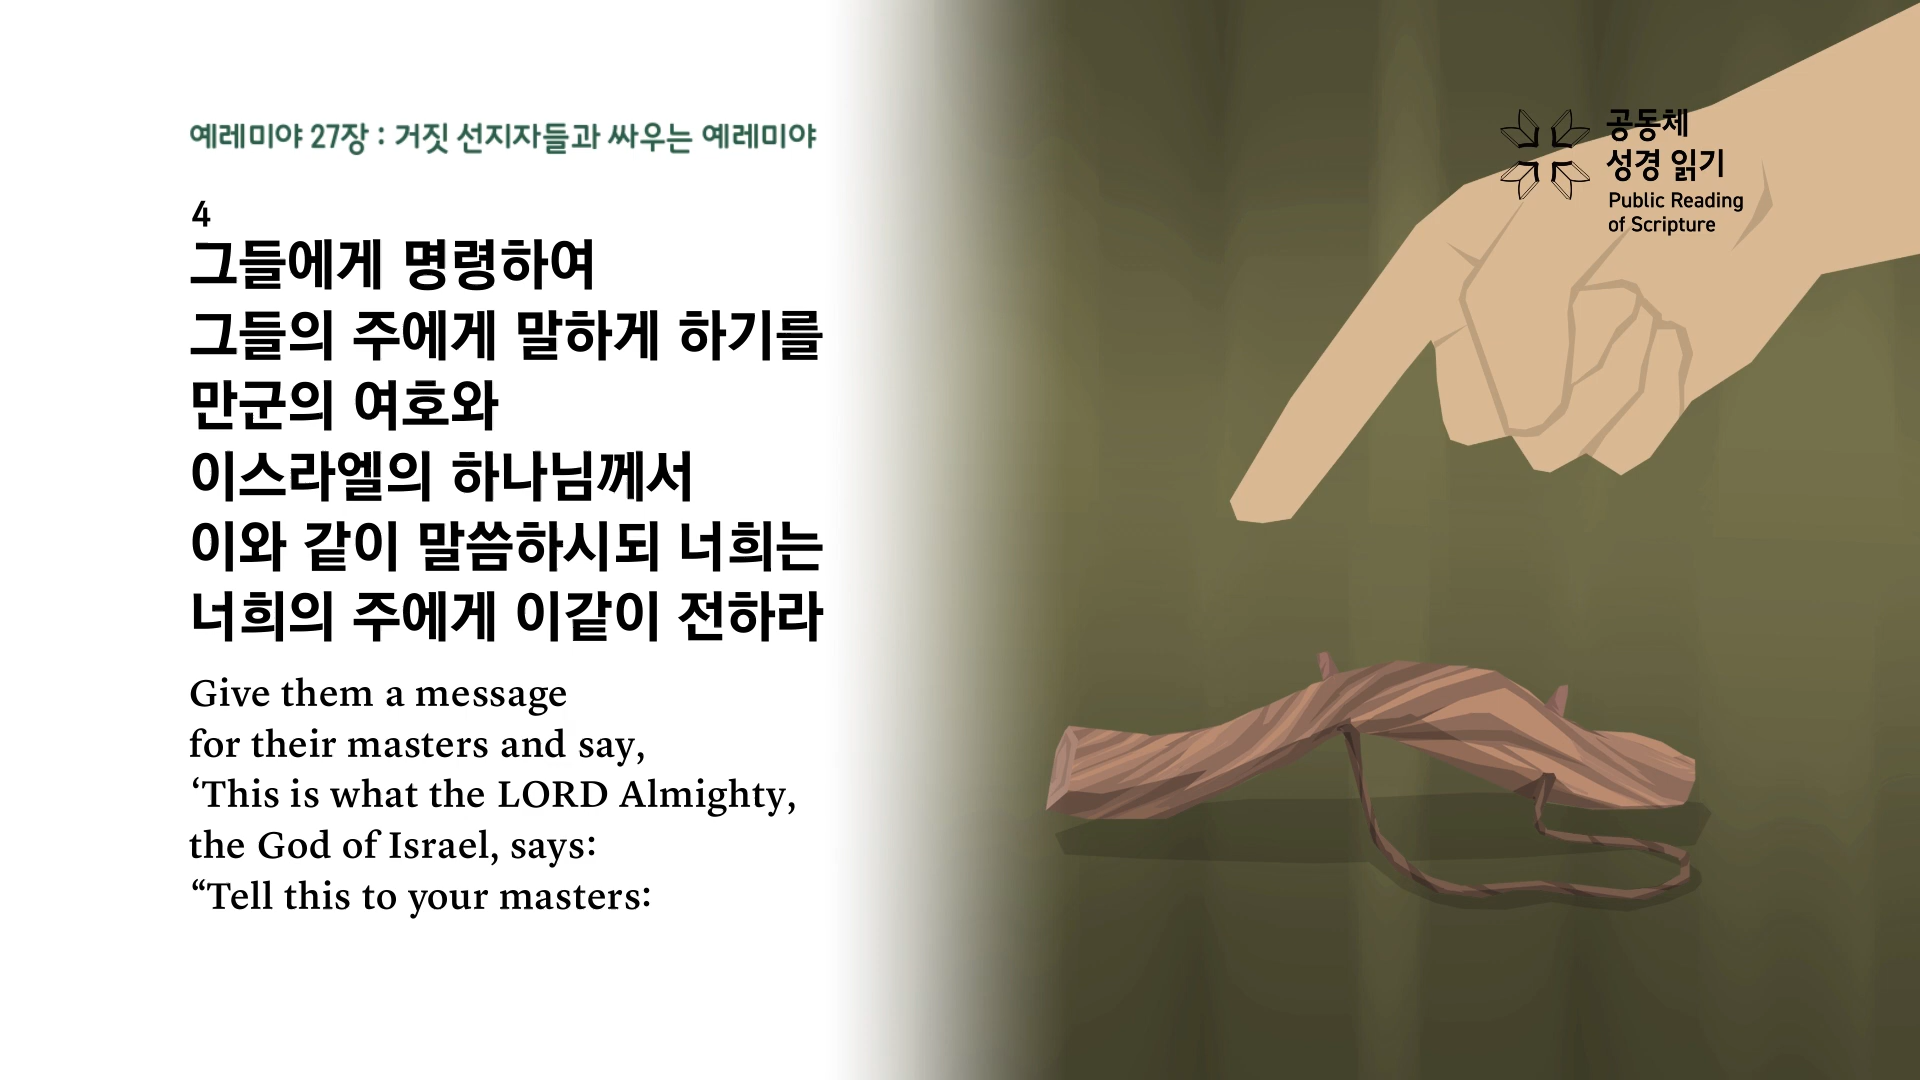 예레미야 27장 : 거짓 선지자들과 싸우는 예레미야
4
그들에게 명령하여
그들의 주에게 말하게 하기를
만군의 여호와
이스라엘의 하나님께서
이와 같이 말씀하시되 너희는
너희의 주에게 이같이 전하라
Give them a message
for their masters and say,
‘This is what the LORD Almighty,
the God of Israel, says:
“Tell this to your masters:
공동체
성경 읽기
Public Reading
of Scripture